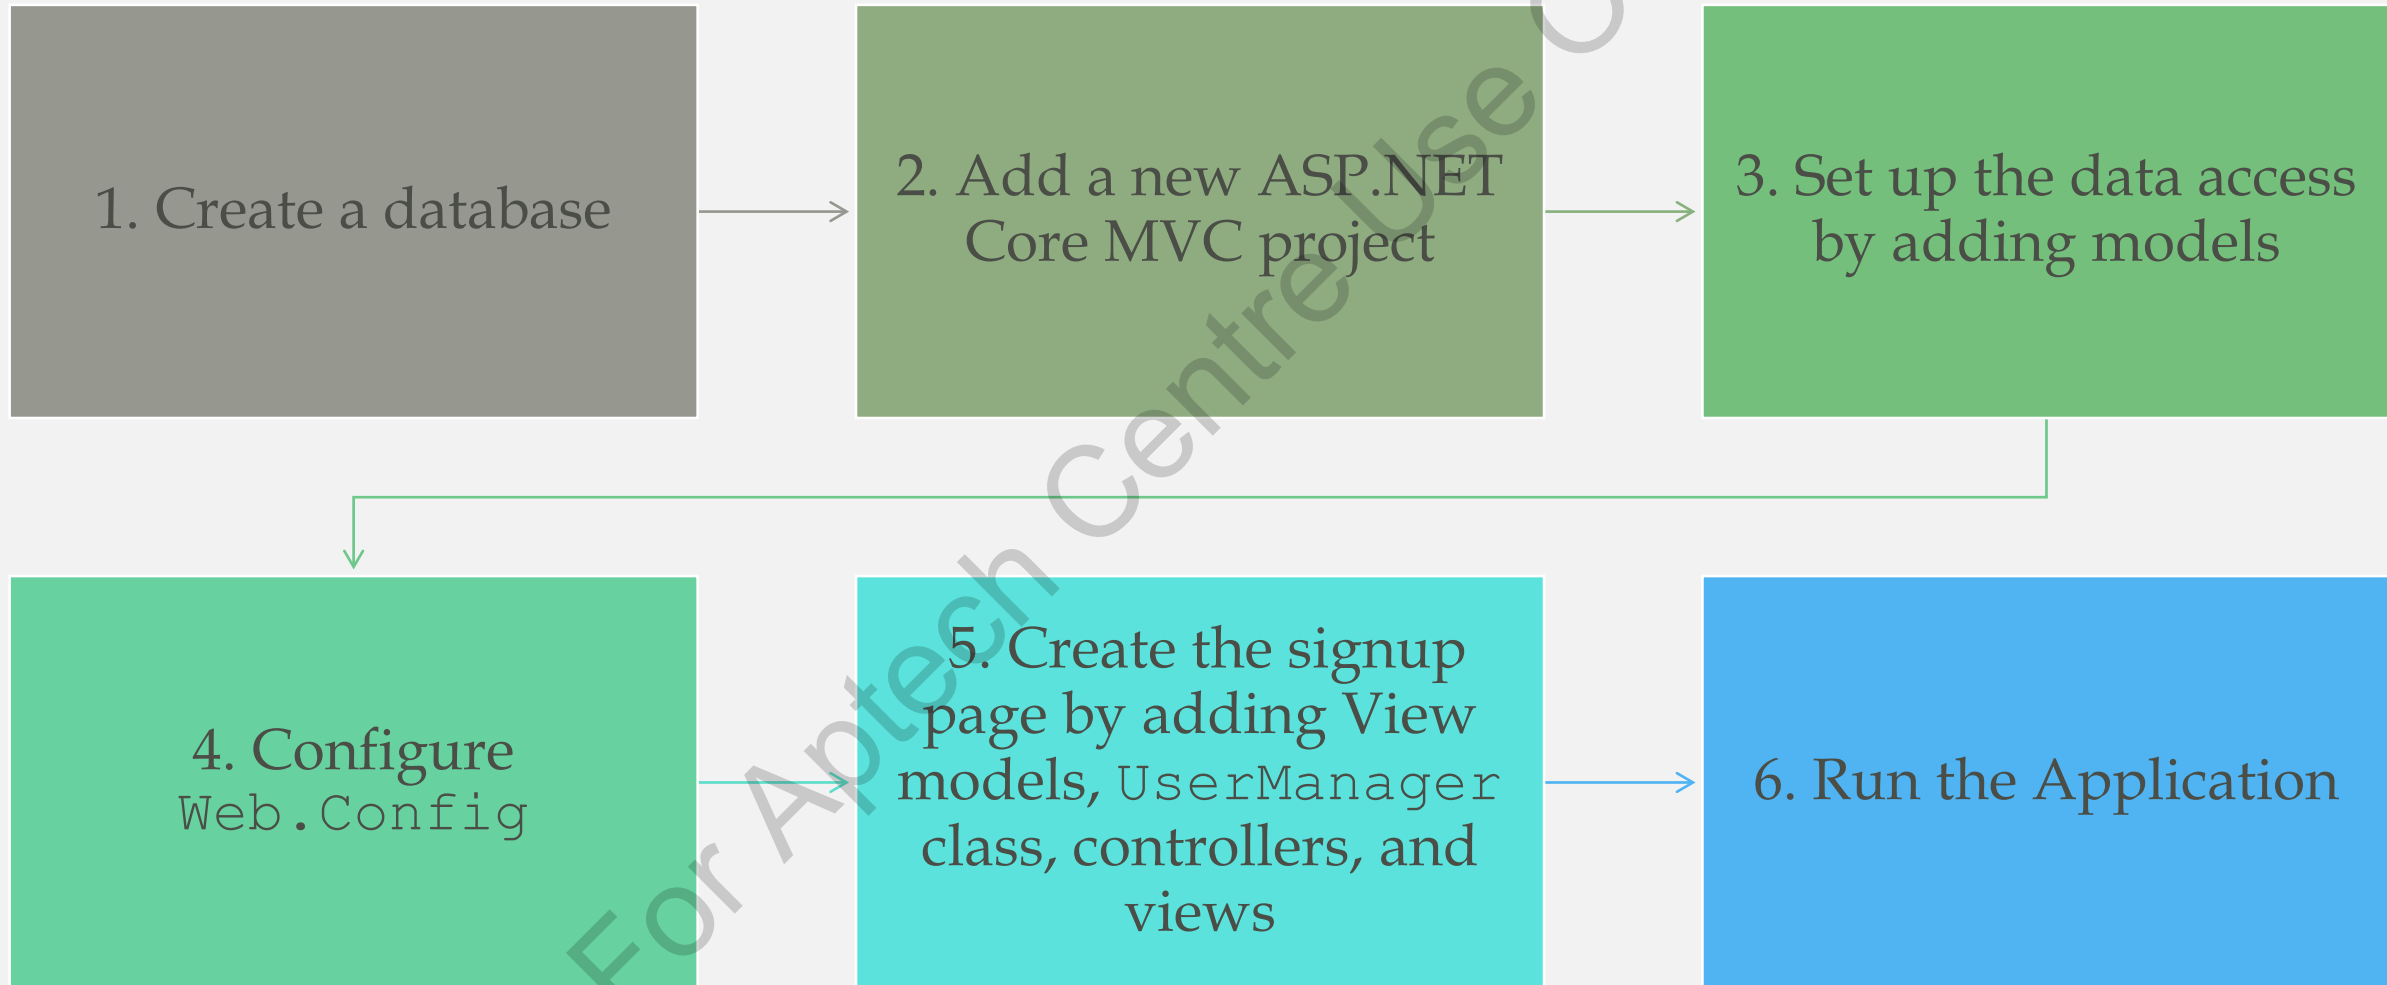 1. Create a database
2. Add a new ASP.NET
Core MVC project
3. Set up the data access
by adding models
4. Configure
Web.Config
5. Create the signup
page by adding View
models, UserManager
class, controllers, and
views
6. Run the Application
For Aptech Centre Use